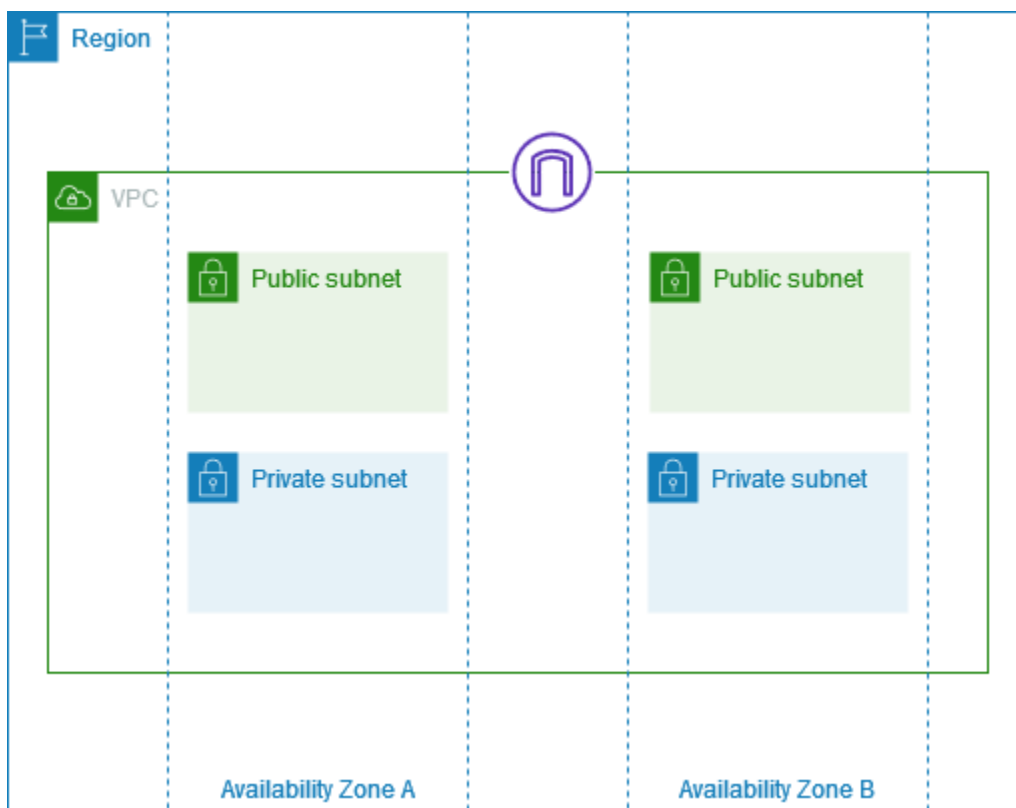 Region
VPC
Public subnet
Public subnet
Private subnet
Private subnet
Availability Zone A
Availability Zone B